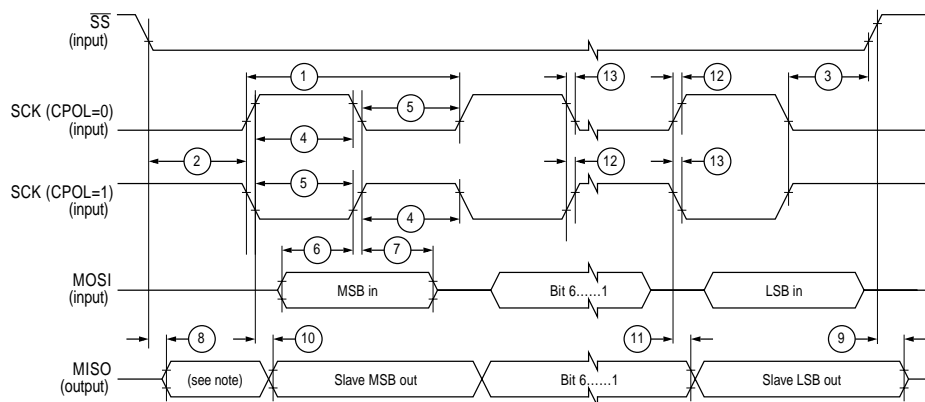 SS
(input)
1
13
12
3
SCK (CPOL=0)
(input)
5
4
2
12
13
SCK (CPOL=1)
(input)
5
4
6
7
MOSI
(input)
MSB in
Bit 6......1
LSB in
8
10
11
9
MISO
(output)
(see note)
Slave MSB out
Bit 6......1
Slave LSB out